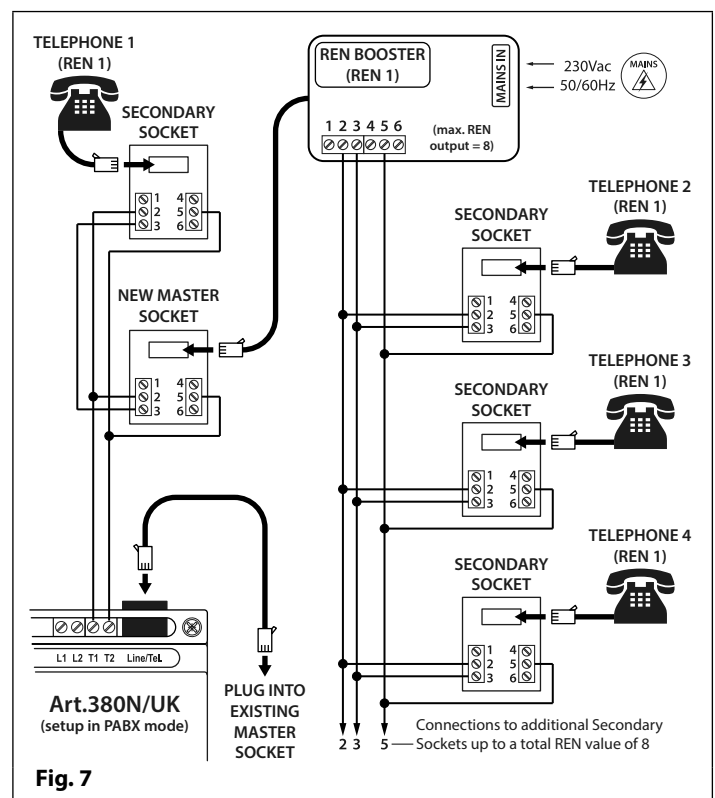 TELEPHONE 1
(REN 1)
SECONDARY
SOCKET
1 4
2 5
3 6
NEW MASTER
SOCKET
1 4
2 5
3 6
REN BOOSTER
(REN 1)
MAINS IN
230Vac
50/60Hz
MAINS
1 2 3 4 5 6
(max. REN
output = 8)
TELEPHONE 2
(REN 1)
SECONDARY
SOCKET
1 4
2 5
3 6
TELEPHONE 3
(REN 1)
SECONDARY
SOCKET
1 4
2 5
3 6
TELEPHONE 4
(REN 1)
SECONDARY
SOCKET
1 4
2 5
3 6
L1 L2 T1 T2 Line/Tel.
Art.380N/UK
(setup in PABX mode)
PLUG INTO
EXISTING
MASTER
SOCKET
2 3 5
Connections to additional Secondary
Sockets up to a total REN value of 8
Fig. 7